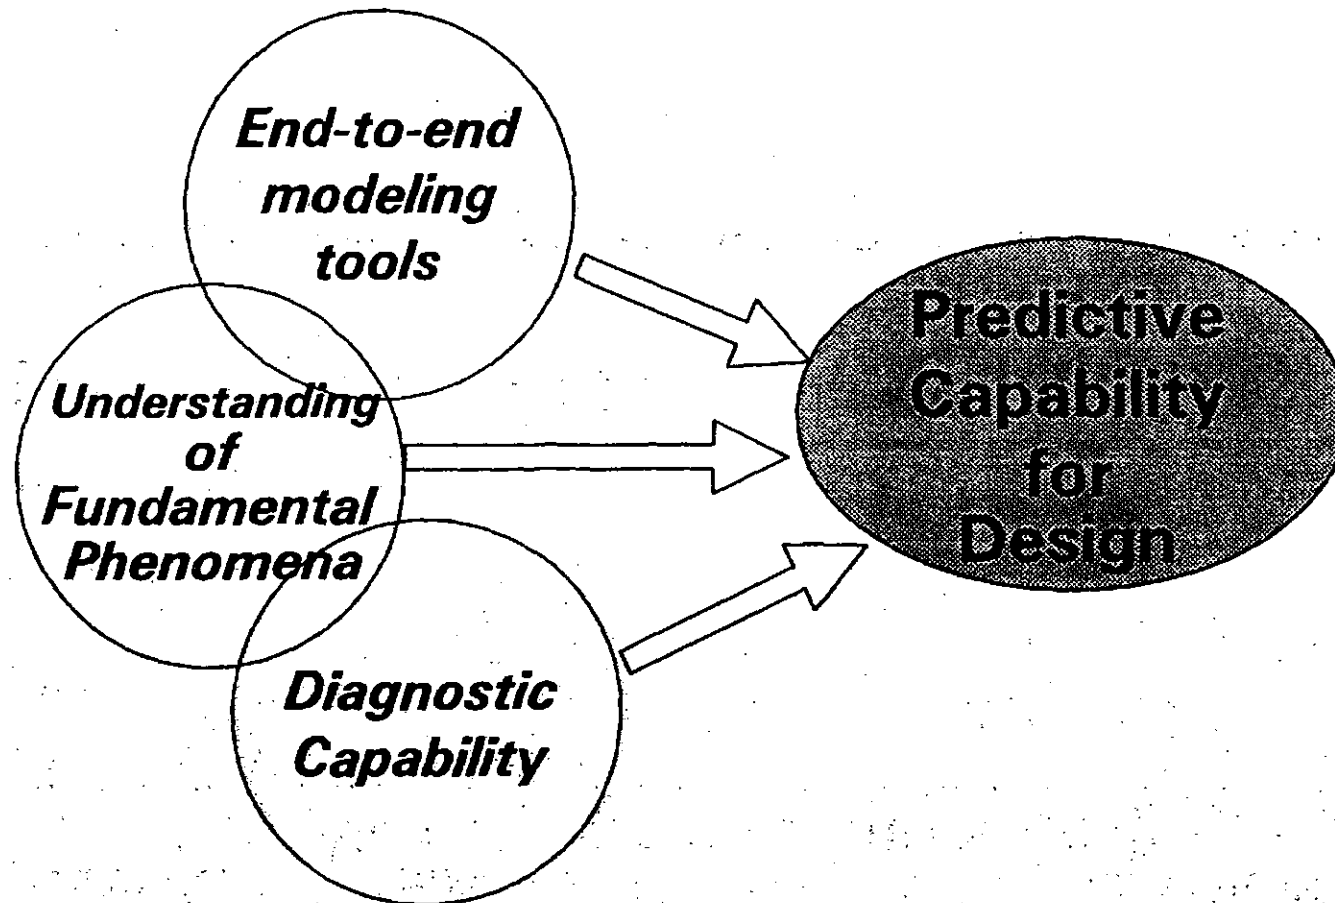 End-to-end
modeling
tools
Understanding
of
Fundamental
Phenomena
Diagnostic
Capability
Predictive
Capability
for
Design